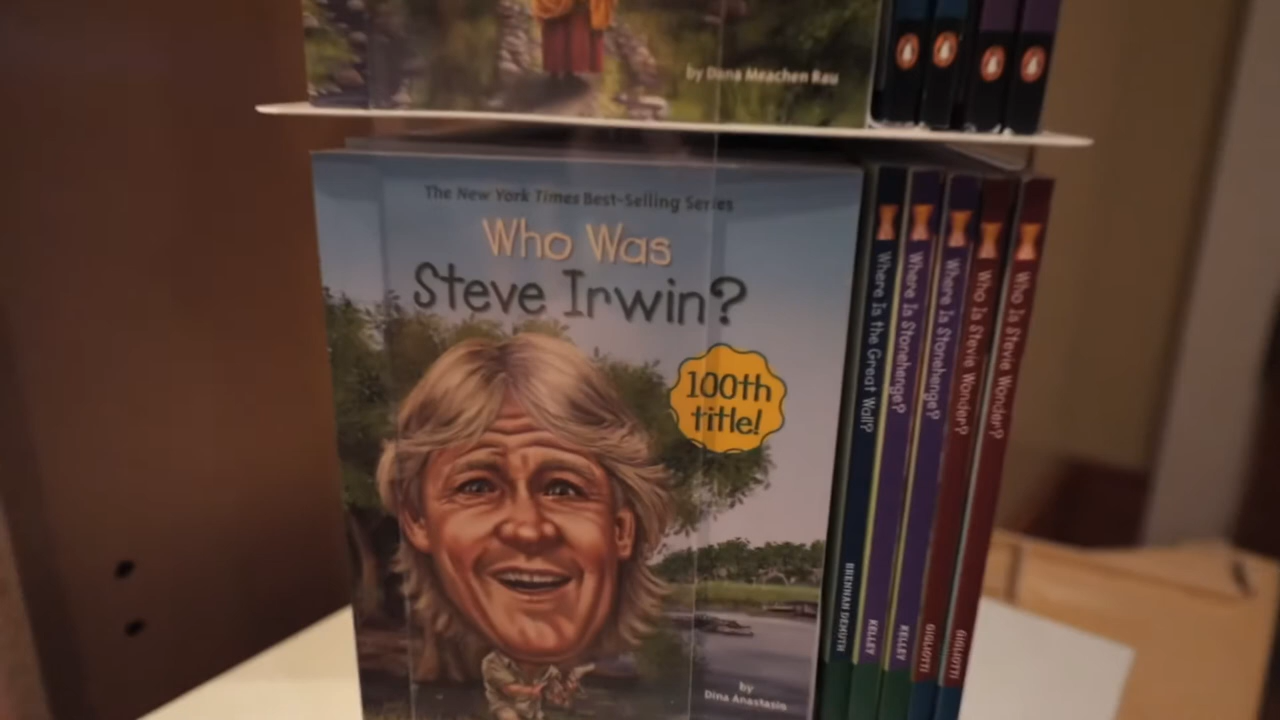 by Dana Meachen Rau
The New York Times Best-Selling Series
Who Was
Steve Irwin?
100th
title!
by
Dina Anastasio
Where Is the Great Wall?
BRENNAN DEMUTH
Where Is Stonehenge?
KELLEY
Where Is Stonehenge?
KELLEY
Who Is Stevie Wonder?
GIGLIOTTI
Who Is Stevie Wonder?
GIGLIOTTI